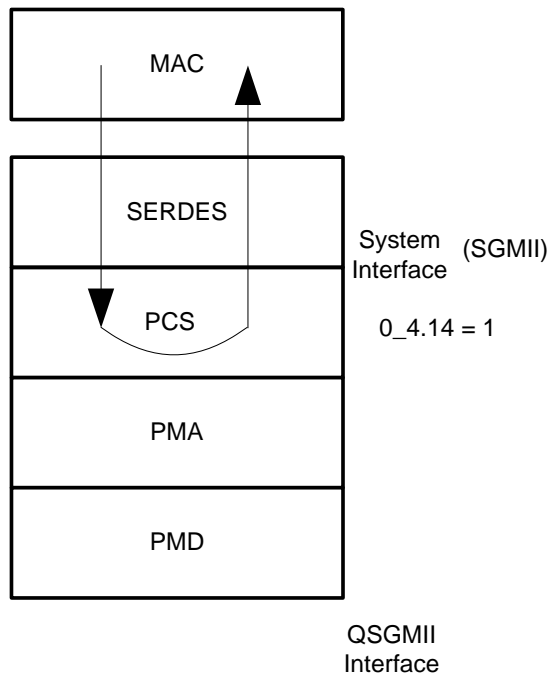 MAC
SERDES
System
Interface
(SGMII)
PCS
0_4.14 = 1
PMA
PMD
QSGMII
Interface